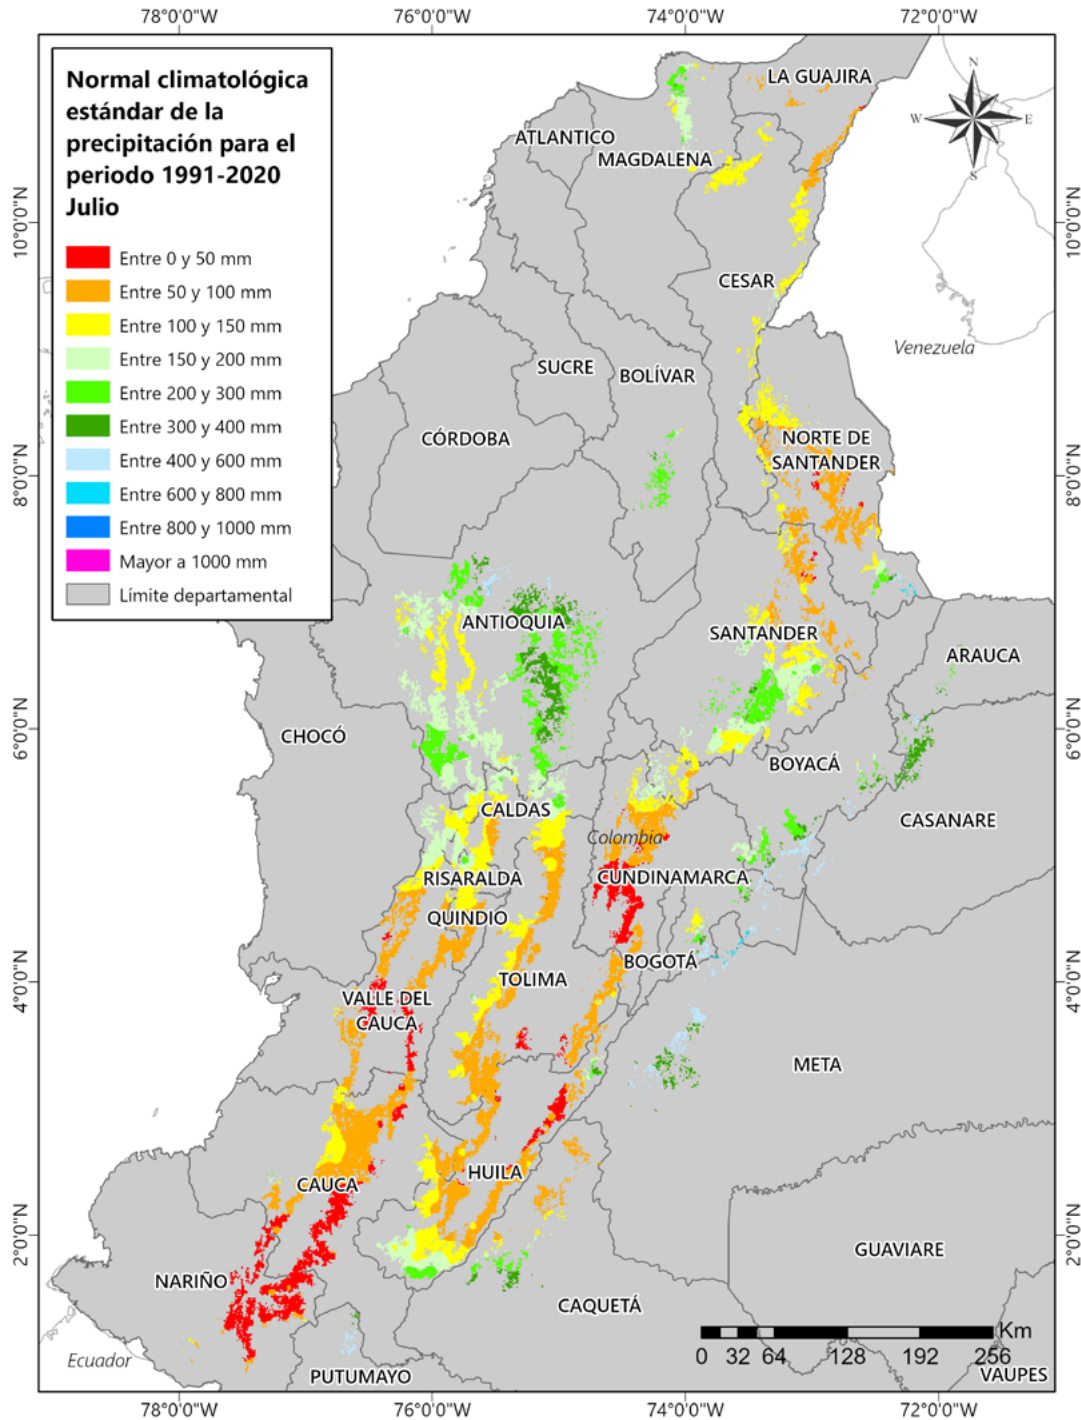 78°0'0"W
76°0'0"W
74°0'0"W
72°0'0"W
Normal climatológica
estándar de la
precipitación para el
periodo 1991-2020
Julio
Entre 0 y 50 mm
Entre 50 y 100 mm
Entre 100 y 150 mm
Entre 150 y 200 mm
Entre 200 y 300 mm
Entre 300 y 400 mm
Entre 400 y 600 mm
Entre 600 y 800 mm
Entre 800 y 1000 mm
Mayor a 1000 mm
Límite departamental
N
W
E
S
LA GUAJIRA
ATLANTICO
MAGDALENA
10°0'0"N
10°0'0"N
CESAR
Venezuela
SUCRE
BOLÍVAR
CÓRDOBA
NORTE DE
SANTANDER
8°0'0"N
8°0'0"N
ANTIOQUIA
SANTANDER
ARAUCA
6°0'0"N
6°0'0"N
CHOCÓ
BOYACÁ
CALDAS
CASANARE
Colombia
RISARALDA
CUNDINAMARCA
QUINDIO
BOGOTÁ
4°0'0"N
4°0'0"N
TOLIMA
VALLE DEL
CAUCA
META
HUILA
CAUCA
2°0'0"N
2°0'0"N
GUAVIARE
NARIÑO
CAQUETÁ
Km
0 32 64 128 192 256
Ecuador
PUTUMAYO
VAUPES
78°0'0"W
76°0'0"W
74°0'0"W
72°0'0"W